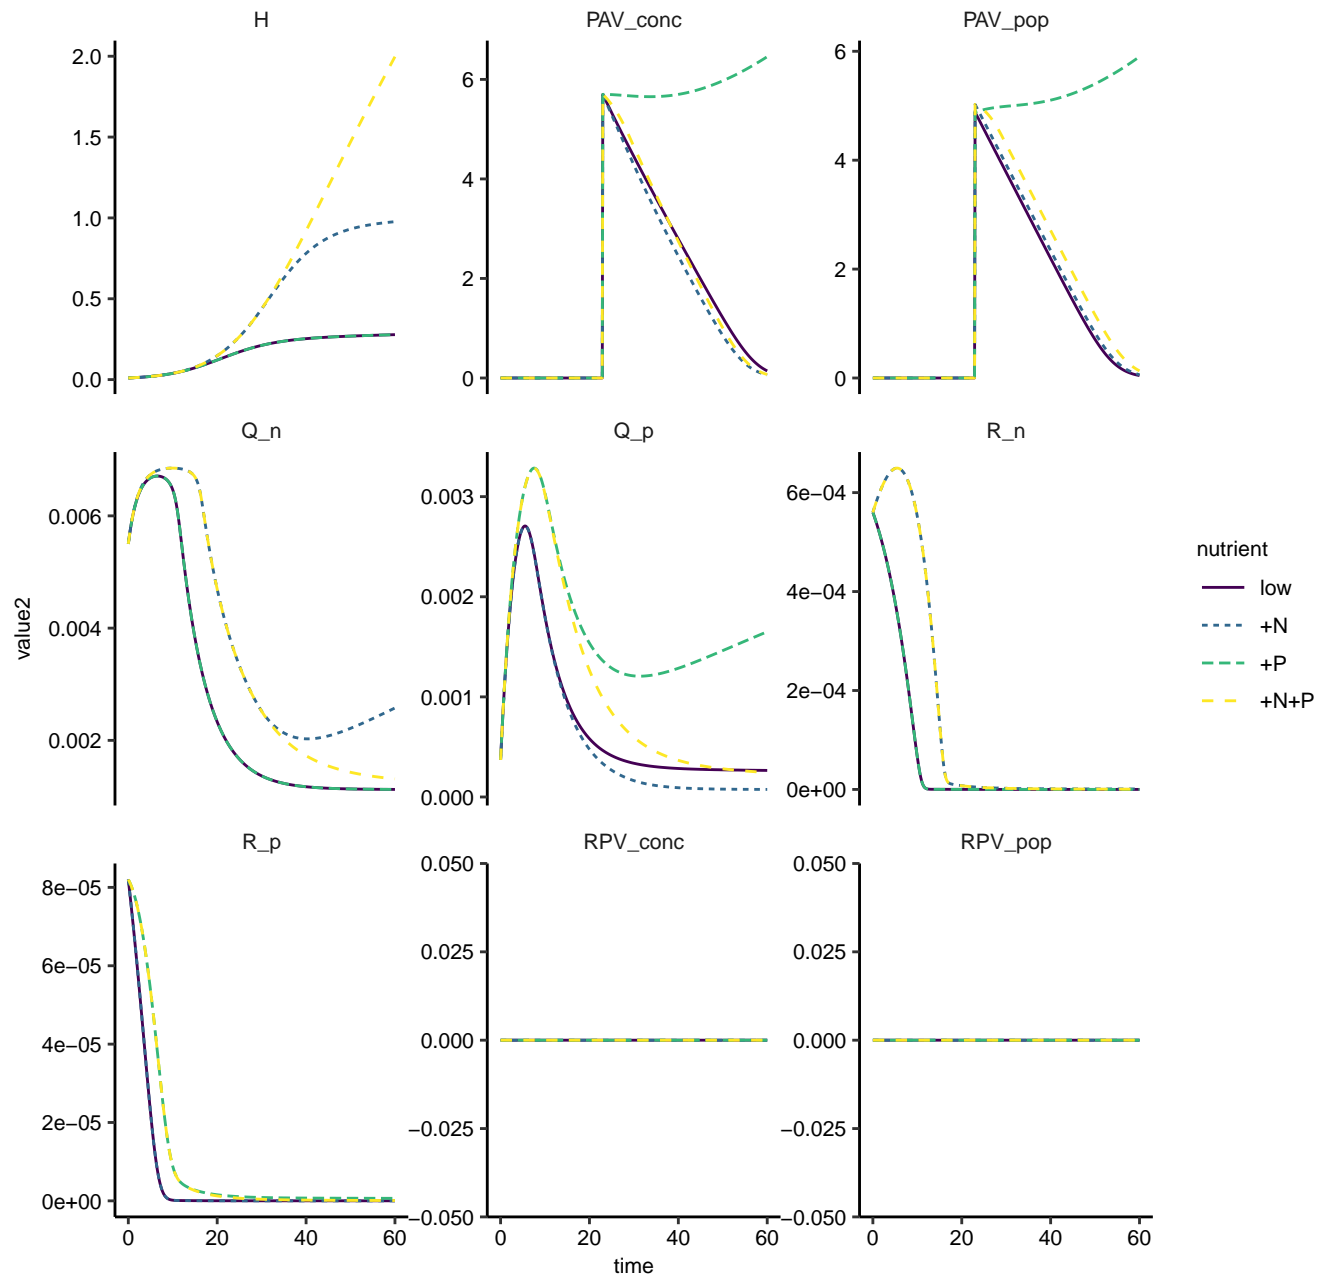 H
PAV_conc
PAV_pop
2.0
1.5
1.0
0.5
0.0
6
4
2
0
6
4
2
0
Q_n
Q_p
R_n
0.006
0.004
0.002
0.003
0.002
0.001
0.000
6e−04
4e−04
2e−04
0e+00
R_p
RPV_conc
RPV_pop
8e−05
6e−05
4e−05
2e−05
0e+00
0.050
0.025
0.000
−0.025
−0.050
0.050
0.025
0.000
−0.025
−0.050
0 20 40 60
0 20 40 60
0 20 40 60
time
value2
nutrient
low
+N
+P
+N+P